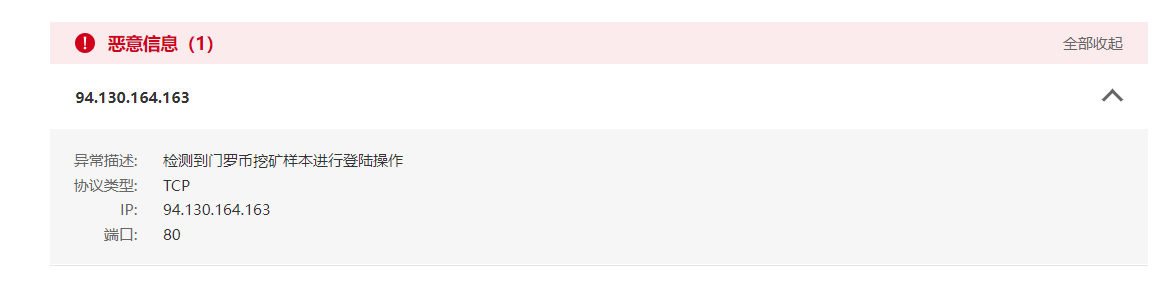 恶意信息（1） 全部收起
94.130.164.163
异常描述: 检测到门罗币挖矿样本进行登陆操作
协议类型: TCP
IP: 94.130.164.163
端口: 80